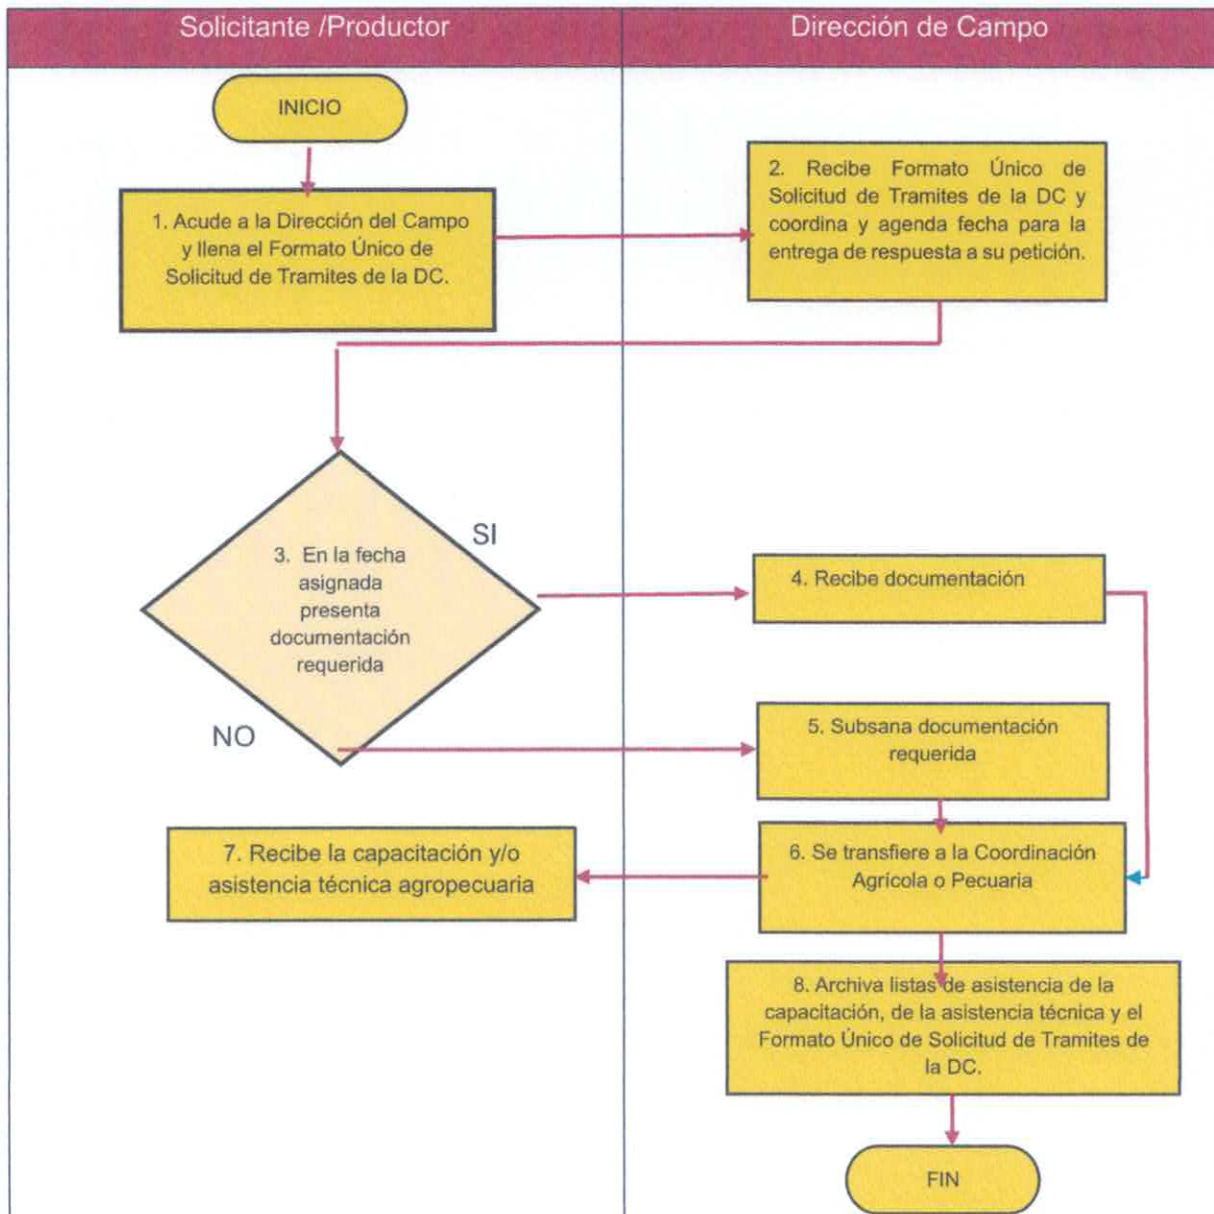 Solicitante /Productor
Dirección de Campo
INICIO
1. Acude a la Dirección del Campo
y llena el Formato Único de
Solicitud de Tramites de la DC.
2. Recibe Formato Único de
Solicitud de Tramites de la DC y
coordina y agenda fecha para la
entrega de respuesta a su petición.
3. En la fecha
asignada
presenta
documentación
requerida
SI
NO
4. Recibe documentación
5. Subsana documentación
requerida
6. Se transfiere a la Coordinación
Agrícola o Pecuaria
7. Recibe la capacitación y/o
asistencia técnica agropecuaria
8. Archiva listas de asistencia de la
capacitación, de la asistencia técnica y el
Formato Único de Solicitud de Tramites de
la DC.
FIN